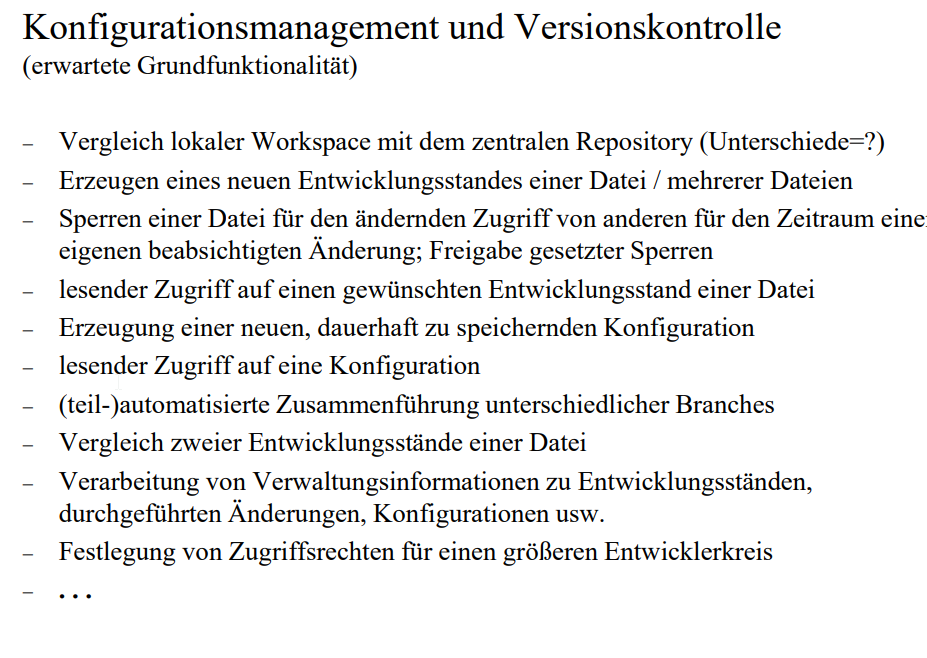 Konfigurationsmanagement und Versionskontrolle
(erwartete Grundfunktionalität)
– Vergleich lokaler Workspace mit dem zentralen Repository (Unterschiede=?)
– Erzeugen eines neuen Entwicklungsstandes einer Datei / mehrerer Dateien
– Sperren einer Datei für den ändernden Zugriff von anderen für den Zeitraum
eigenen beabsichtigten Änderung; Freigabe gesetzter Sperren
– lesender Zugriff auf einen gewünschten Entwicklungsstand einer Datei
– Erzeugung einer neuen, dauerhaft zu speichernden Konfiguration
– lesender Zugriff auf eine Konfiguration
– (teil-)automatisierte Zusammenführung unterschiedlicher Branches
– Vergleich zweier Entwicklungsstände einer Datei
– Verarbeitung von Verwaltungsinformationen zu Entwicklungsständen,
durchgeführten Änderungen, Konfigurationen usw.
– Festlegung von Zugriffsrechten für einen größeren Entwicklerkreis
– . . .